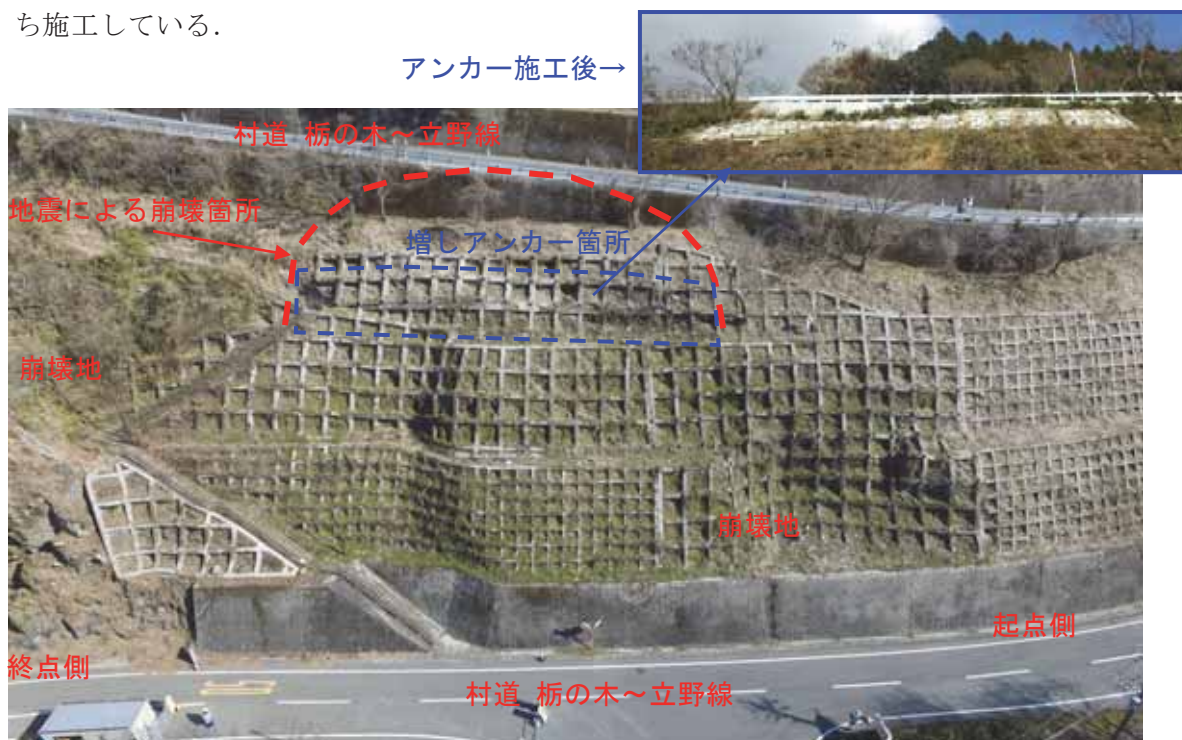 ち施工している．
アンカー施工後→
村道 栃の木～立野線
地震による崩壊箇所
増しアンカー箇所
崩壊地
崩壊地
起点側
終点側
村道 栃の木～立野線